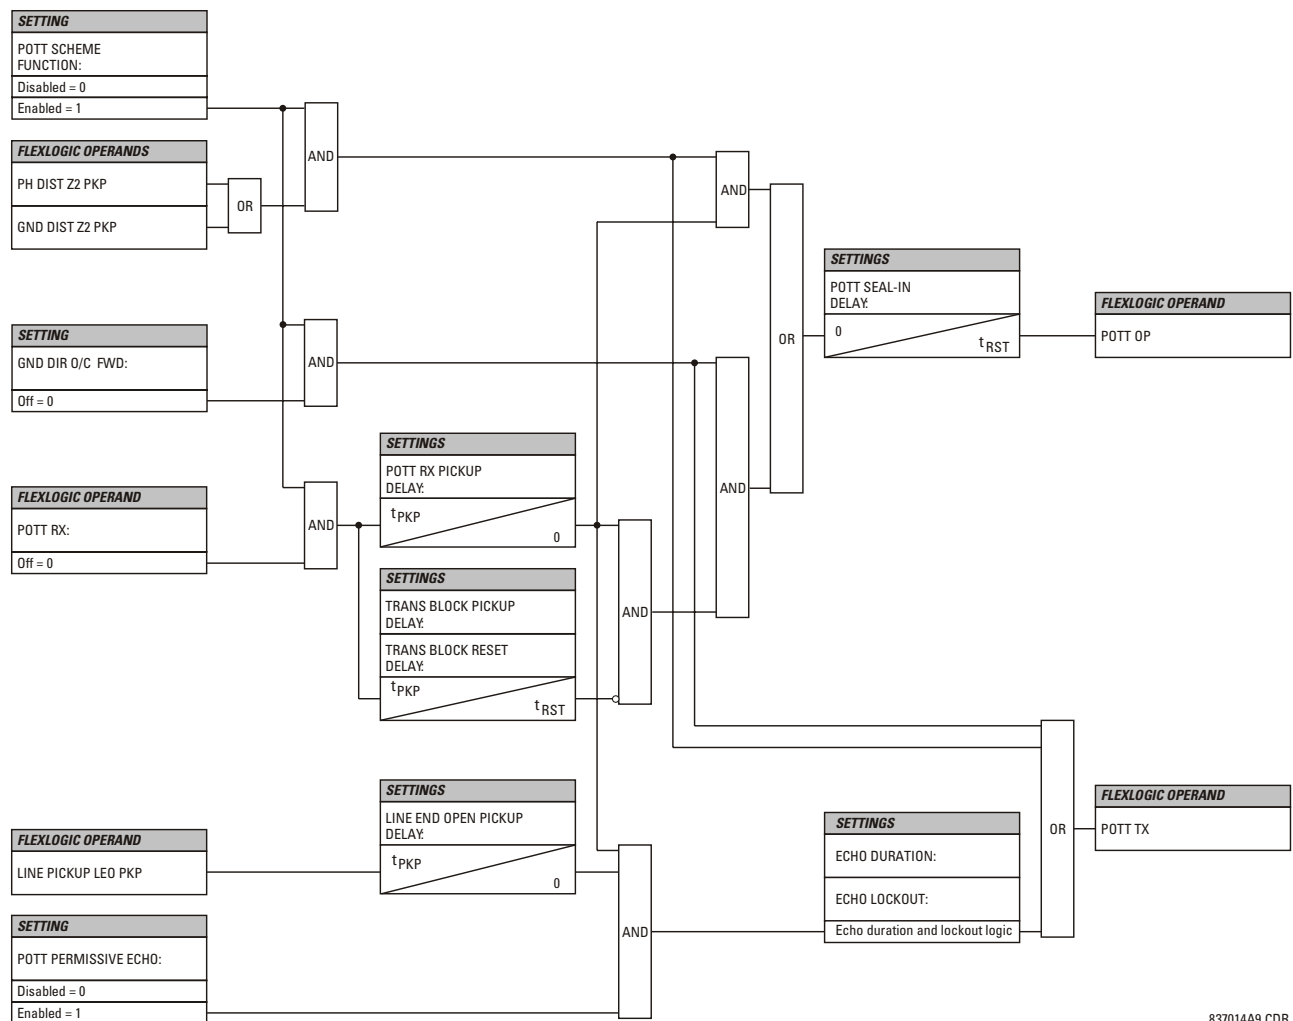 SETTING
POTT SCHEME
FUNCTION:
Disabled = 0
Enabled = 1
FLEXLOGIC OPERANDS
PH DIST Z2 PKP
GND DIST Z2 PKP
OR
AND
SETTING
GND DIR O/C FWD:
Off = 0
AND
FLEXLOGIC OPERAND
POTT RX:
Off = 0
AND
SETTINGS
POTT RX PICKUP
DELAY:
tPKP
0
SETTINGS
TRANS BLOCK PICKUP
DELAY:
TRANS BLOCK RESET
DELAY:
tPKP
tRST
AND
AND
AND
OR
SETTINGS
POTT SEAL-IN
DELAY:
0
tRST
FLEXLOGIC OPERAND
POTT OP
FLEXLOGIC OPERAND
LINE PICKUP LEO PKP
SETTINGS
LINE END OPEN PICKUP
DELAY:
tPKP
0
SETTING
POTT PERMISSIVE ECHO:
Disabled = 0
Enabled = 1
AND
SETTINGS
ECHO DURATION:
ECHO LOCKOUT:
Echo duration and lockout logic
OR
FLEXLOGIC OPERAND
POTT TX
837014A9.CDR